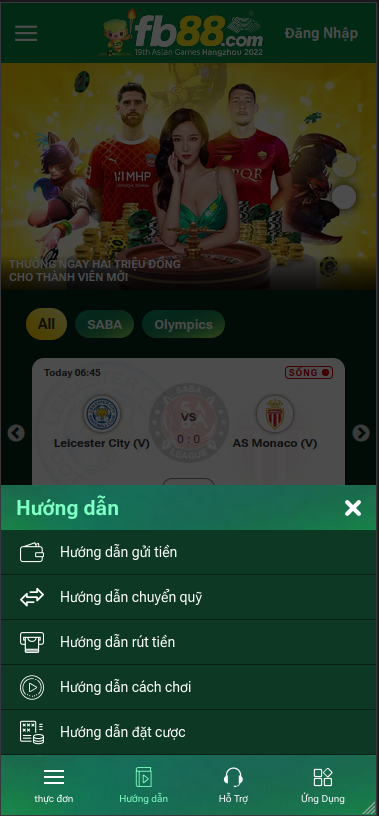 fb88.com
19th Asian Games Hangzhou 2022
Đăng Nhập
THƯỞNG NGAY HAI TRIỆU ĐỒNG
CHO THÀNH VIÊN MỚI
All
SABA
Olympics
Today 06:45
SỐNG
SABA
VS
0 : 0
LEAGUE
Leicester City (V)
AS Monaco (V)
Hướng dẫn
Hướng dẫn gửi tiền
Hướng dẫn chuyển quỹ
Hướng dẫn rút tiền
Hướng dẫn cách chơi
Hướng dẫn đặt cược
thực đơn
Hướng dẫn
Hỗ Trợ
Ứng Dụng